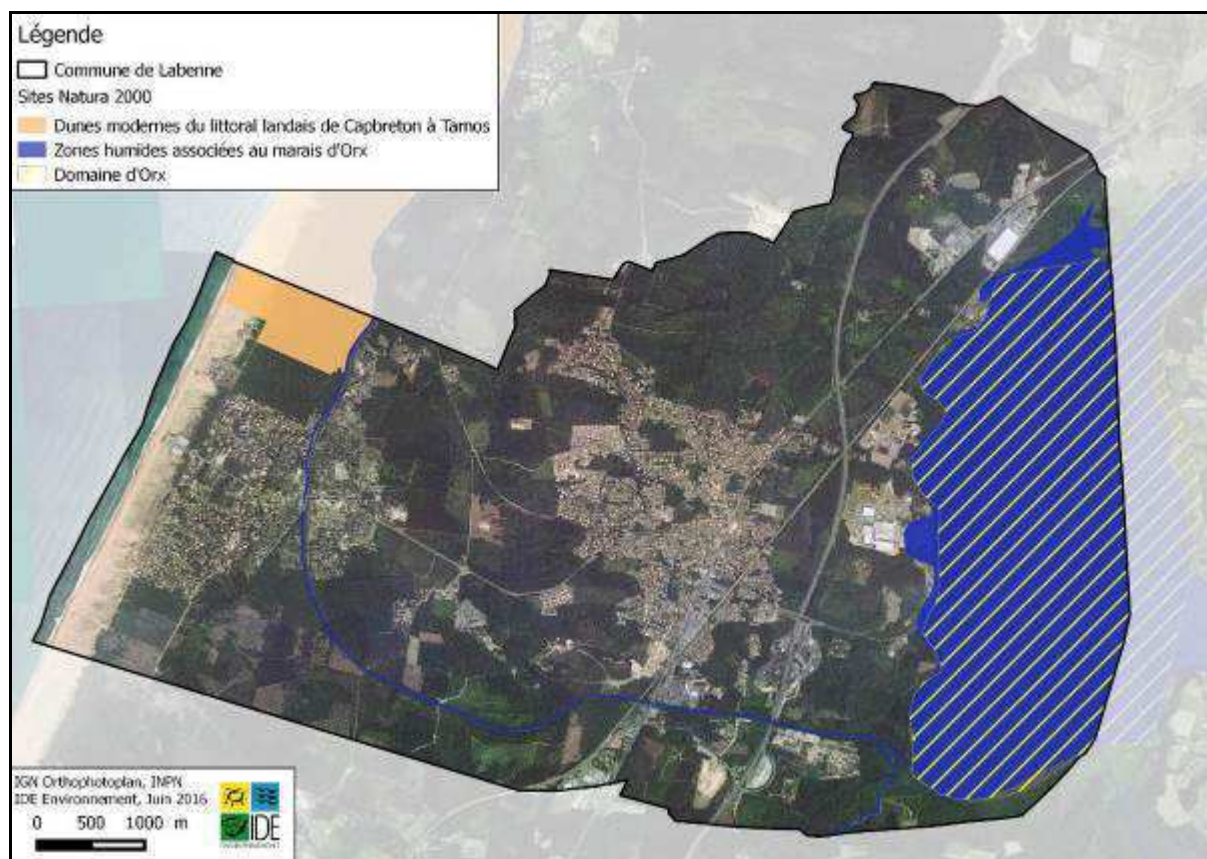 Légende
Commune de Labenne
Sites Natura 2000
Dunes modernes du littoral landais de Capbreton à Tarnos
Zones humides associées au marais d'Orx
Domaine d'Orx
IGN Orthophotoplan, INPN
IDE Environnement, Juin 2016
0 500 1000 m
IDE
ENVIRONNEMENT